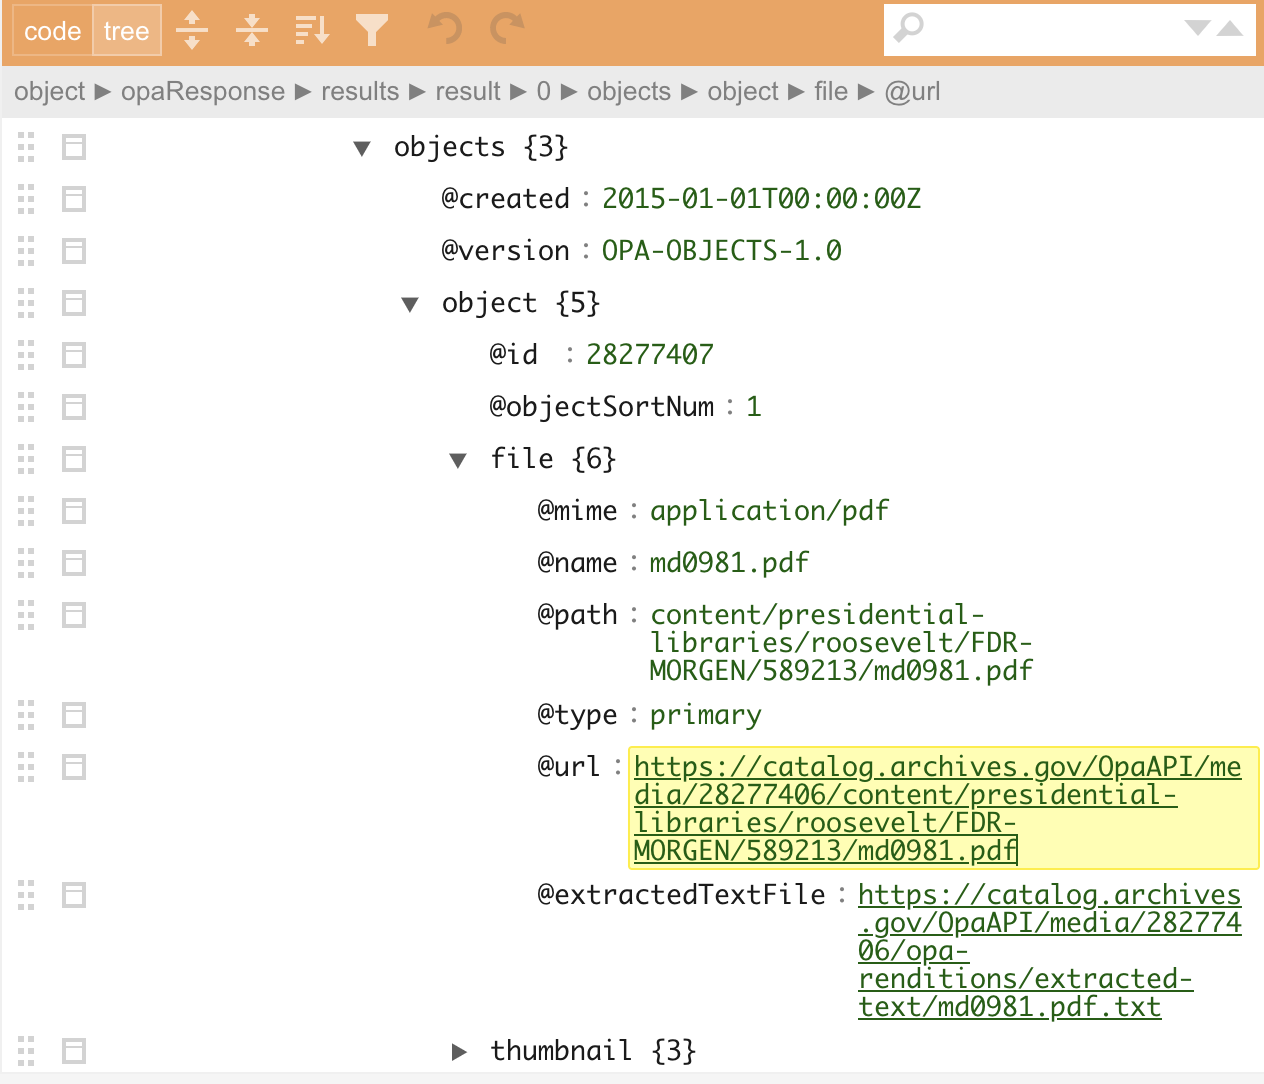 code tree
object ► opaResponse ► results ► result ► 0 ► objects ► object ► file ► @url
▼ objects {3}
@created : 2015-01-01T00:00:00Z
@version : OPA-OBJECTS-1.0
▼ object {5}
@id : 28277407
@objectSortNum : 1
▼ file {6}
@mime : application/pdf
@name : md0981.pdf
@path : content/presidential-
libraries/roosevelt/FDR-
MORGEN/589213/md0981.pdf
@type : primary
@url : https://catalog.archives.gov/OpaAPI/me
dia/28277406/content/presidential-
libraries/roosevelt/FDR-
MORGEN/589213/md0981.pdf
@extractedTextFile : https://catalog.archives
.gov/OpaAPI/media/282774
06/opa-
renditions/extracted-
text/md0981.pdf.txt
► thumbnail {3}